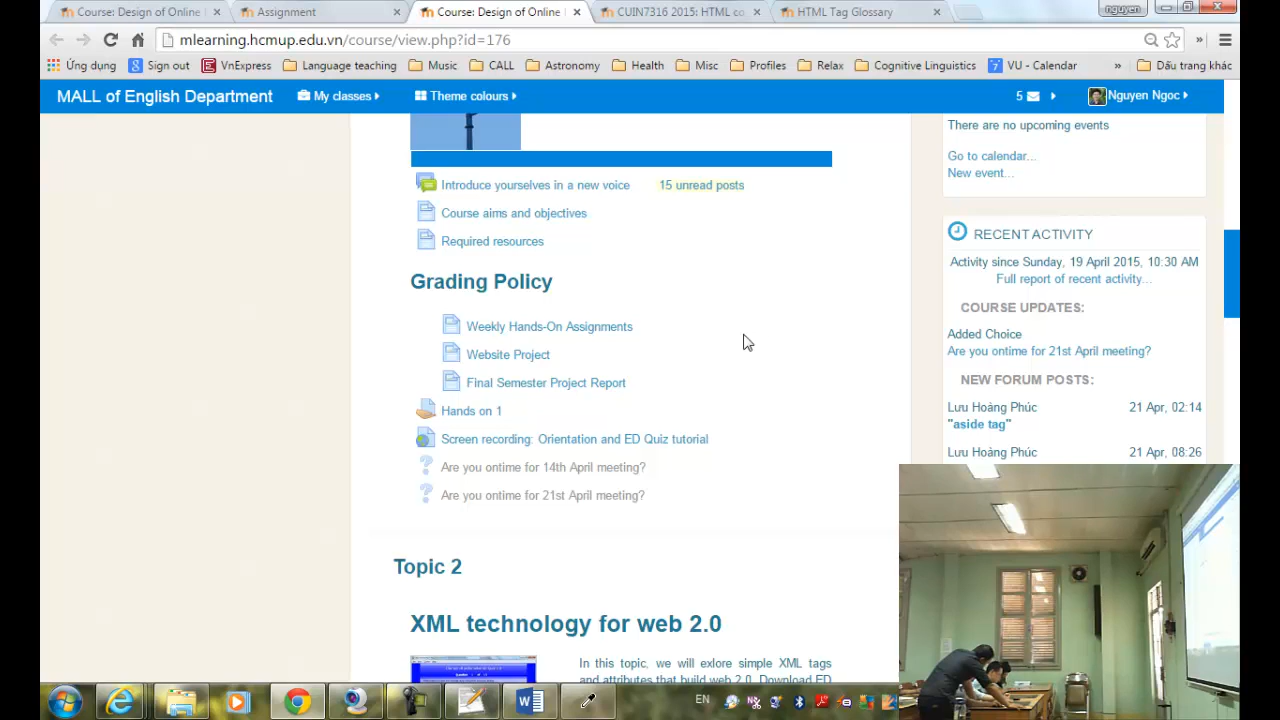 Course: Design of Online
Assignment
Course: Design of Online
CUIN7316 2015: HTML co
HTML Tag Glossary
nguyen
mlearning.hcmup.edu.vn/course/view.php?id=176
Ứng dụng
Sign out
VnExpress
Language teaching
Music
CALL
Astronomy
Health
Misc
Profiles
Relax
Cognitive Linguistics
VU - Calendar
»
Dấu trang khác
MALL of English Department
My classes
Theme colours
5
Nguyen Ngoc
Introduce yourselves in a new voice 15 unread posts
Course aims and objectives
Required resources
Grading Policy
Weekly Hands-On Assignments
Website Project
Final Semester Project Report
Hands on 1
Screen recording: Orientation and ED Quiz tutorial
Are you ontime for 14th April meeting?
Are you ontime for 21st April meeting?
Topic 2
XML technology for web 2.0
In this topic, we will exlore simple XML tags
and attributes that build web 2.0. Download ED
There are no upcoming events
Go to calendar...
New event...
RECENT ACTIVITY
Activity since Sunday, 19 April 2015, 10:30 AM
Full report of recent activity...
COURSE UPDATES:
Added Choice
Are you ontime for 21st April meeting?
NEW FORUM POSTS:
Lưu Hoàng Phúc 21 Apr, 02:14
"aside tag"
Lưu Hoàng Phúc 21 Apr, 08:26
EN